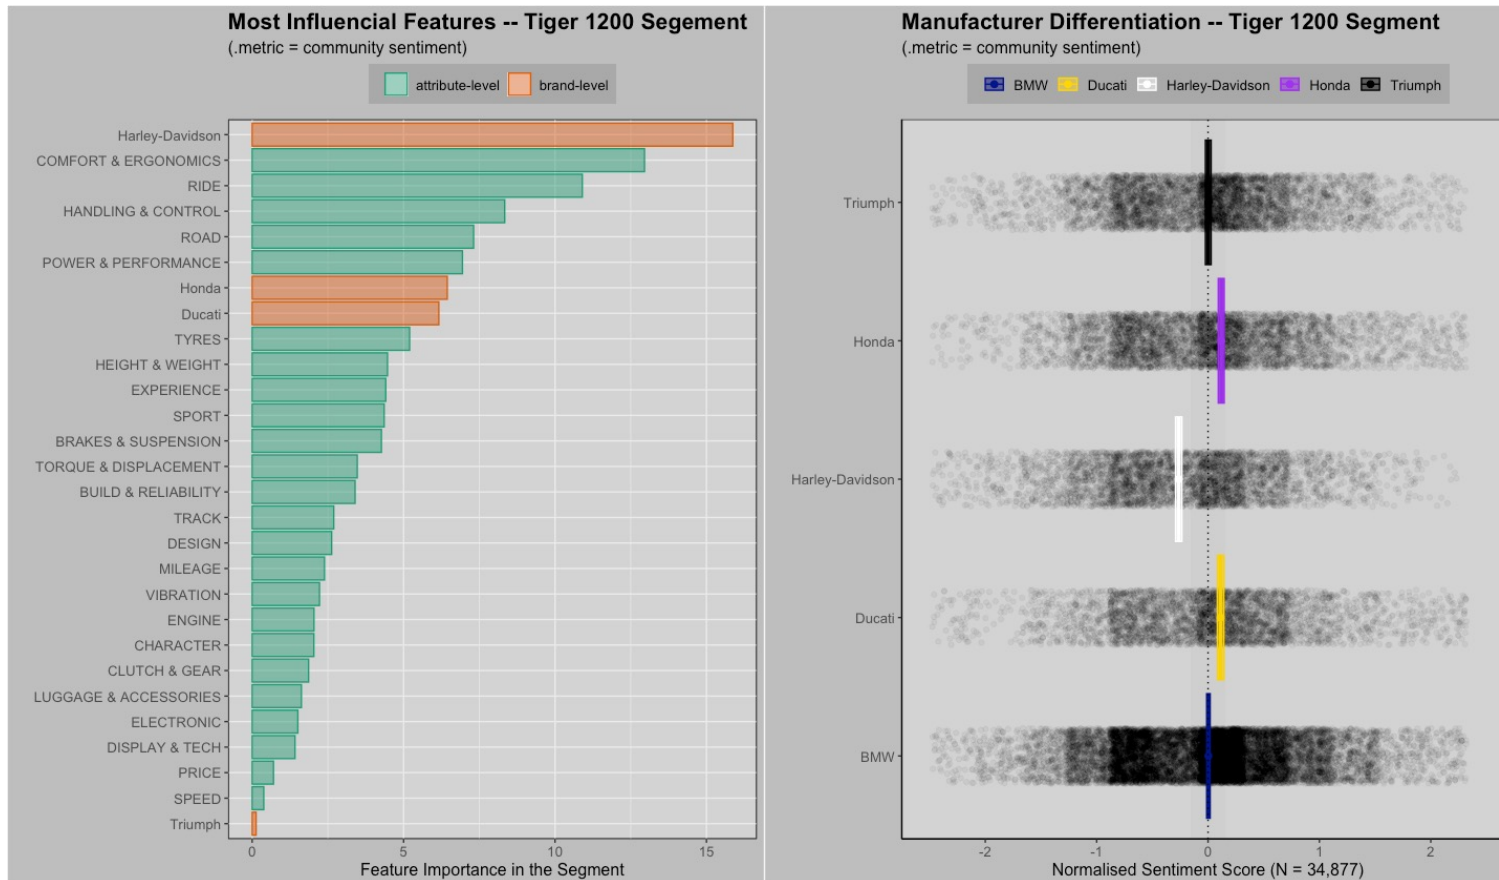 Most Influencial Features -- Tiger 1200 Segement
(.metric = community sentiment)
attribute-level brand-level
Harley-Davidson
COMFORT & ERGONOMICS
RIDE
HANDLING & CONTROL
ROAD
POWER & PERFORMANCE
Honda
Ducati
TYRES
HEIGHT & WEIGHT
EXPERIENCE
SPORT
BRAKES & SUSPENSION
TORQUE & DISPLACEMENT
BUILD & RELIABILITY
TRACK
DESIGN
MILEAGE
VIBRATION
ENGINE
CHARACTER
CLUTCH & GEAR
LUGGAGE & ACCESSORIES
ELECTRONIC
DISPLAY & TECH
PRICE
SPEED
Triumph
0 5 10 15
Feature Importance in the Segment
Manufacturer Differentiation -- Tiger 1200 Segment
(.metric = community sentiment)
BMW Ducati Harley-Davidson Honda Triumph
Triumph
Honda
Harley-Davidson
Ducati
BMW
-2 -1 0 1 2
Normalised Sentiment Score (N = 34,877)